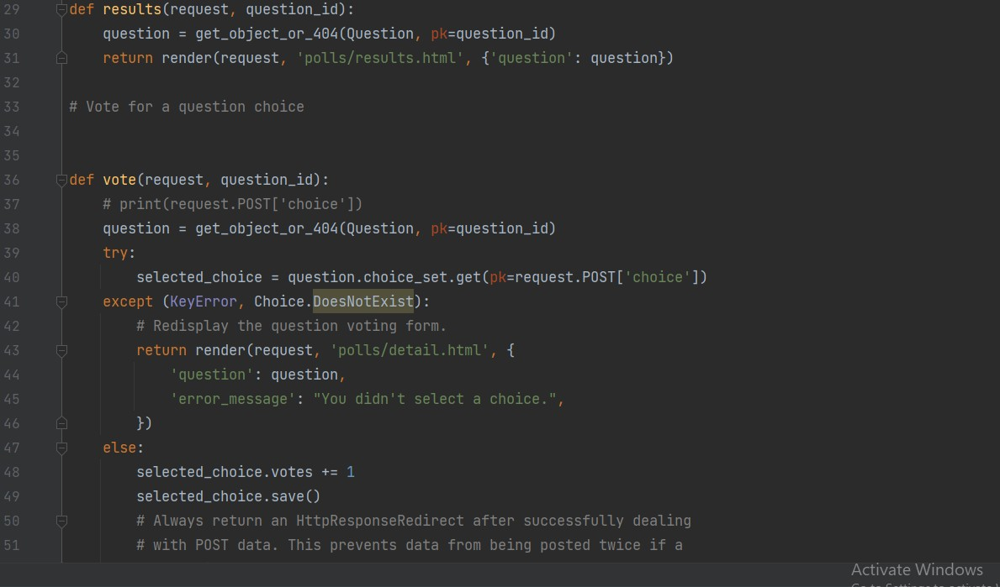 29 def results(request, question_id):
30     question = get_object_or_404(Question, pk=question_id)
31     return render(request, 'polls/results.html', {'question': question})
32
33 # Vote for a question choice
34
35
36 def vote(request, question_id):
37     # print(request.POST['choice'])
38     question = get_object_or_404(Question, pk=question_id)
39     try:
40         selected_choice = question.choice_set.get(pk=request.POST['choice'])
41     except (KeyError, Choice.DoesNotExist):
42         # Redisplay the question voting form.
43         return render(request, 'polls/detail.html', {
44             'question': question,
45             'error_message': "You didn't select a choice.",
46         })
47     else:
48         selected_choice.votes += 1
49         selected_choice.save()
50         # Always return an HttpResponseRedirect after successfully dealing
51         # with POST data. This prevents data from being posted twice if a
Activate Windows